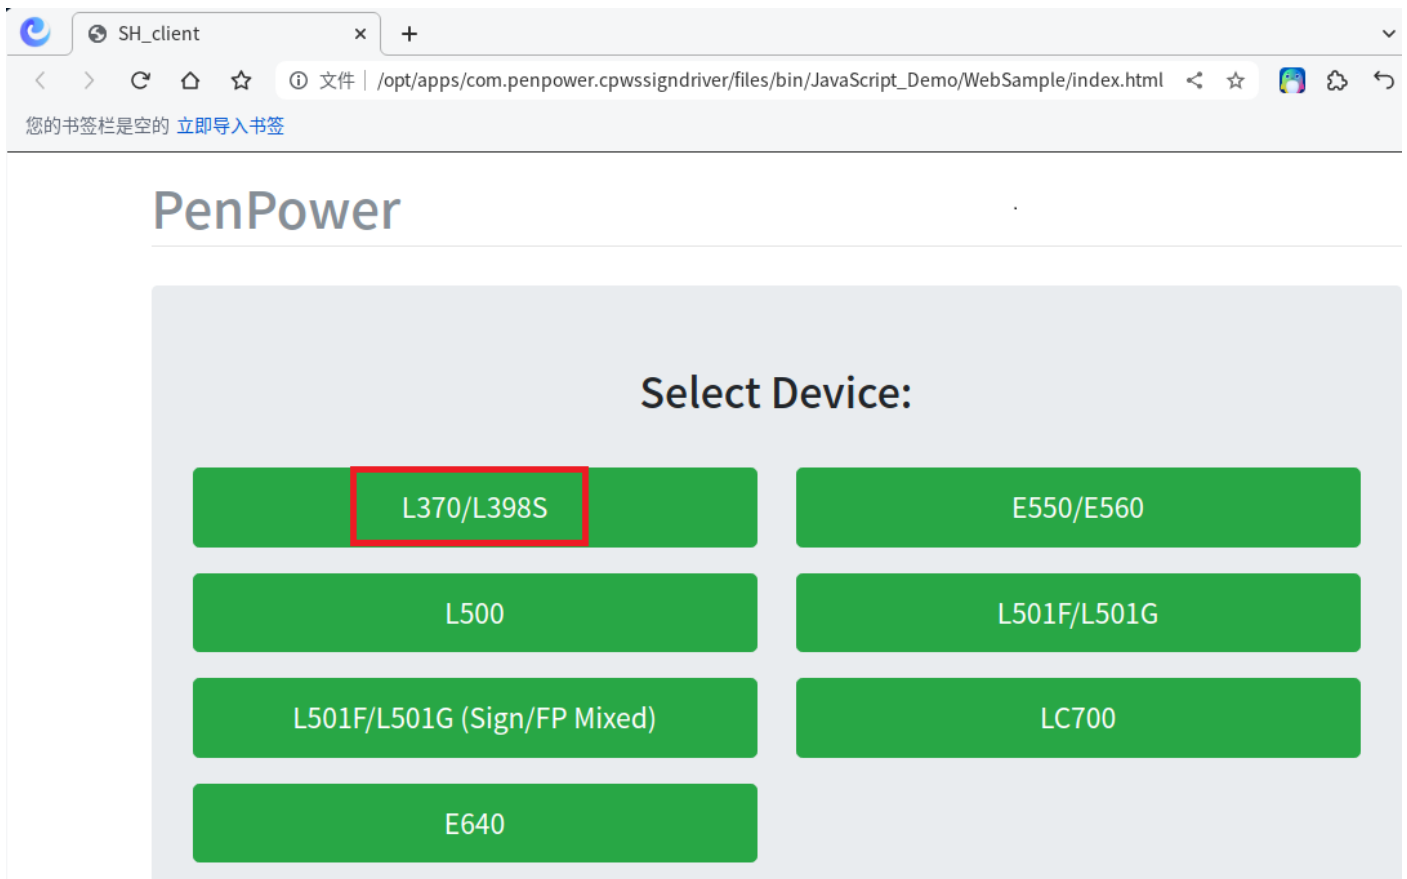 SH_client
文件 /opt/apps/com.penpower.cpwssigndriver/files/bin/JavaScript_Demo/WebSample/index.html
您的书签栏是空的 立即导入书签
PenPower
Select Device:
L370/L398S E550/E560
L500 L501F/L501G
L501F/L501G (Sign/FP Mixed) LC700
E640